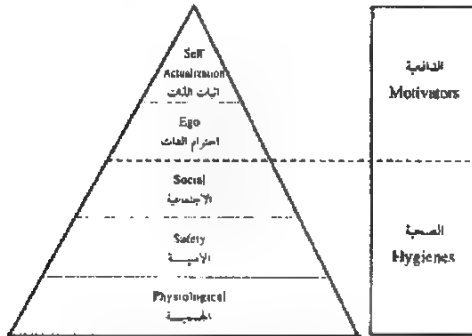 Self
Actualization
اثبات الذات
Ego
احترام الذات
Social
الاجتماعية
Safety
الأمنية
Physiological
الجسمية
الدافعية
Motivators
الصحية
Hygienes